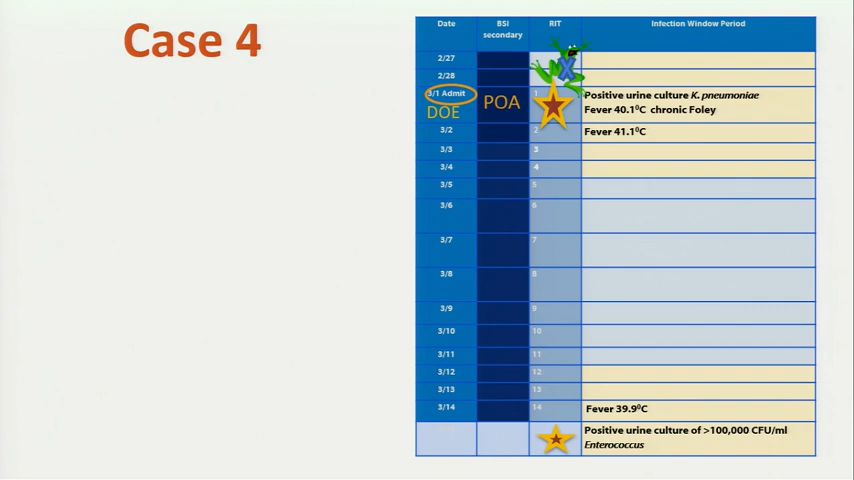 Case 4
Date BSI secondary RIT Infection Window Period
2/27
2/28
3/1 Admit DOE POA 1 Positive urine culture K. pneumoniae
Fever 40.1⁰C chronic Foley
3/2 2 Fever 41.1⁰C
3/3 3
3/4 4
3/5 5
3/6 6
3/7 7
3/8 8
3/9 9
3/10 10
3/11 11
3/12 12
3/13 13
3/14 14 Fever 39.9⁰C
Positive urine culture of >100,000 CFU/ml
Enterococcus